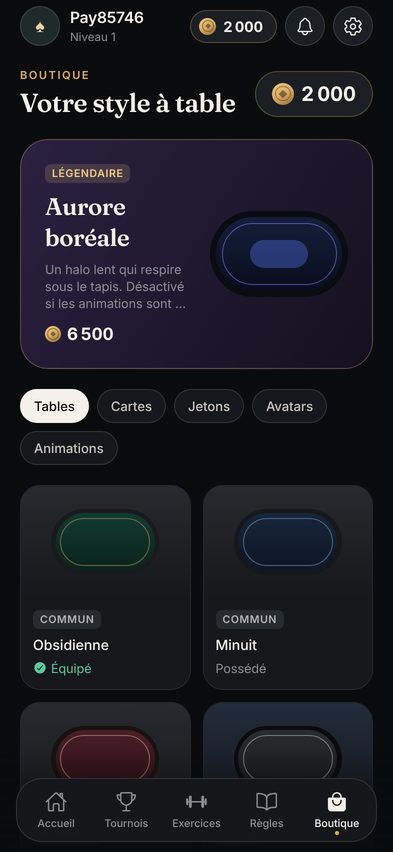 Pay85746
Niveau 1
2 000
BOUTIQUE
Votre style à table
2 000
LÉGENDAIRE
Aurore
boréale
Un halo lent qui respire
sous le tapis. Désactivé
si les animations sont ...
6 500
Tables
Cartes
Jetons
Avatars
Animations
COMMUN
Obsidienne
Équipé
COMMUN
Minuit
Possédé
Accueil
Tournois
Exercices
Règles
Boutique